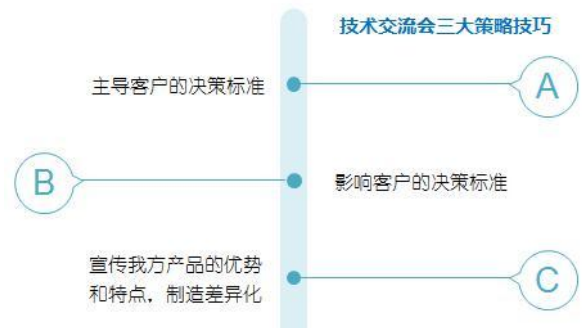 技术交流会三大策略技巧
主导客户的决策标准
A
B
影响客户的决策标准
宣传我方产品的优势
和特点，制造差异化
C